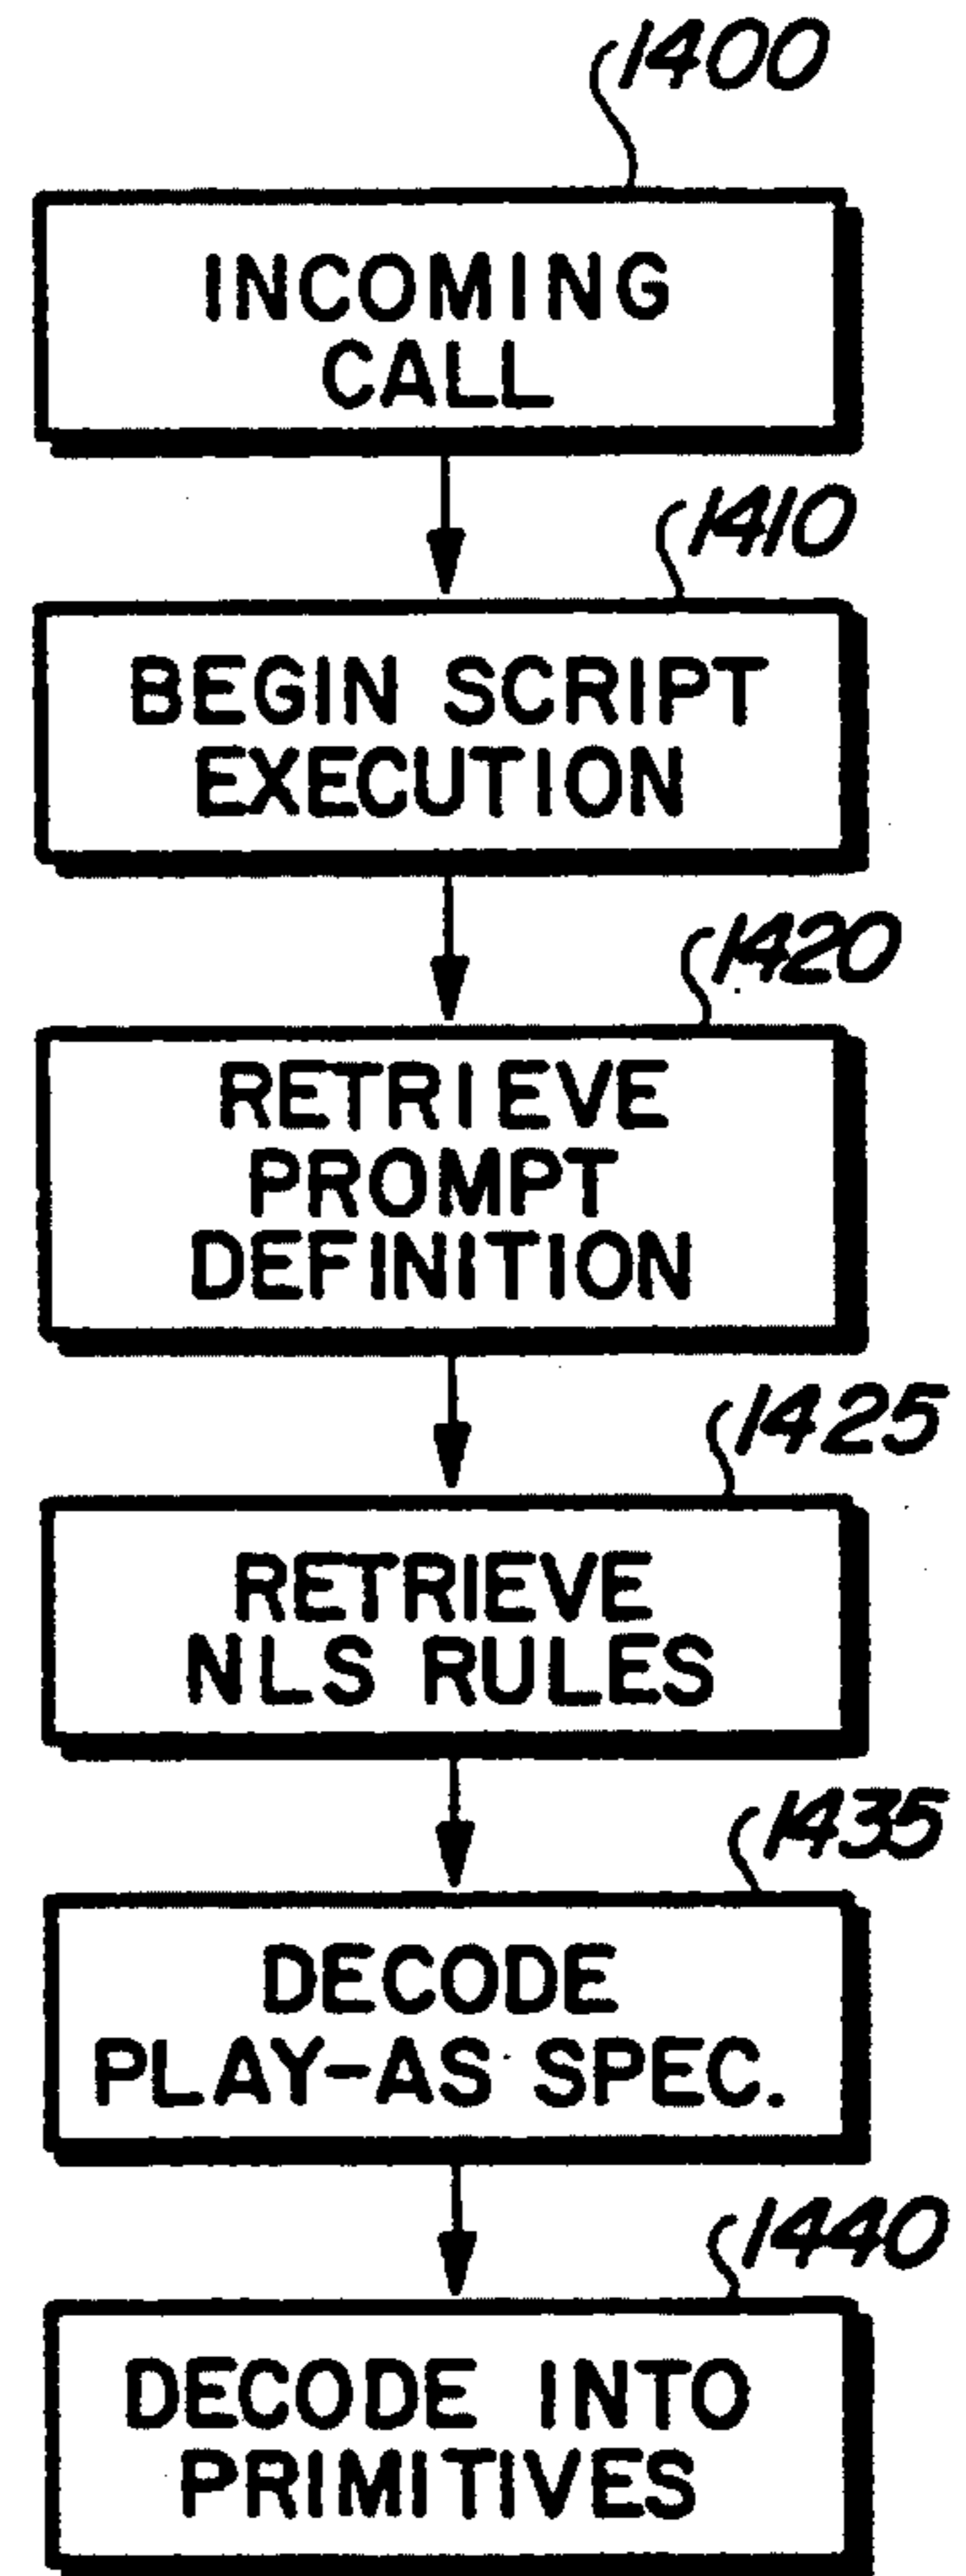 1400
INCOMING
CALL
1410
BEGIN SCRIPT
EXECUTION
1420
RETRIEVE
PROMPT
DEFINITION
1425
RETRIEVE
NLS RULES
1435
DECODE
PLAY-AS SPEC.
1440
DECODE INTO
PRIMITIVES